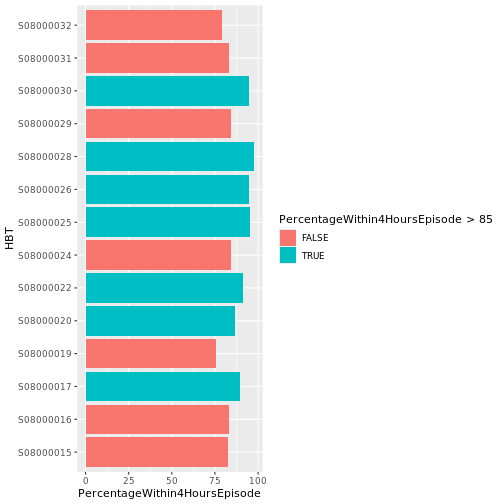 HBT
S08000032
S08000031
S08000030
S08000029
S08000028
S08000026
S08000025
S08000024
S08000022
S08000020
S08000019
S08000017
S08000016
S08000015
0 25 50 75 100
PercentageWithin4HoursEpisode
PercentageWithin4HoursEpisode > 85
FALSE
TRUE